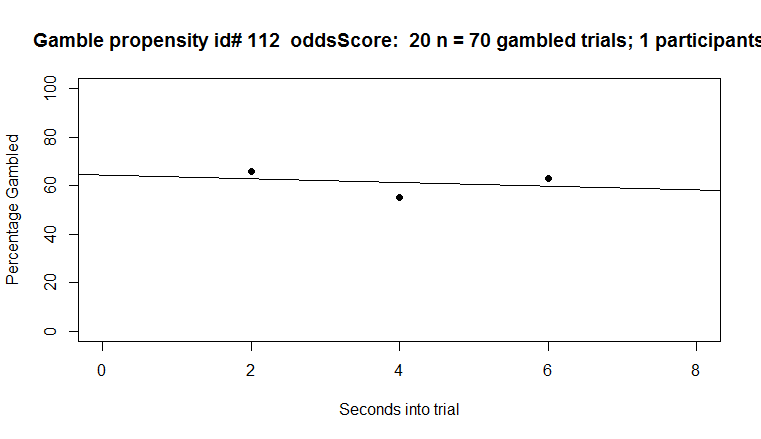 Gamble propensity id# 112  oddsScore:  20 n = 70 gambled trials; 1 participants
Percentage Gambled
100
80
60
40
20
0
0 2 4 6 8
Seconds into trial